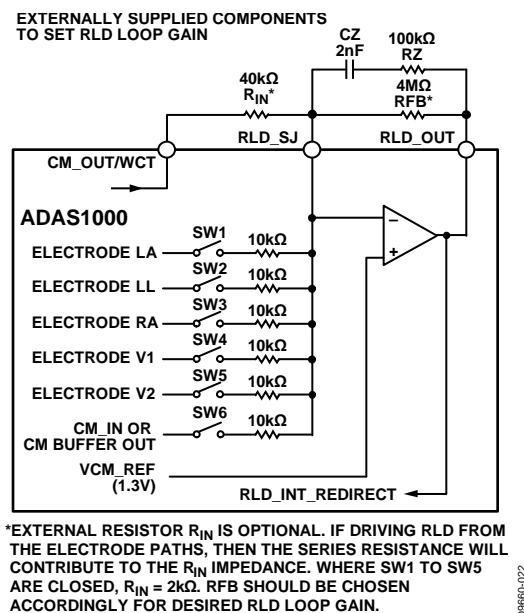 EXTERNALLY SUPPLIED COMPONENTS
TO SET RLD LOOP GAIN
CZ
2nF
100kΩ
RZ
40kΩ
RIN*
4MΩ
RFB*
CM_OUT/WCT
RLD_SJ
RLD_OUT
ADAS1000
ELECTRODE LA
SW1
10kΩ
ELECTRODE LL
SW2
10kΩ
ELECTRODE RA
SW3
10kΩ
ELECTRODE V1
SW4
10kΩ
ELECTRODE V2
SW5
10kΩ
CM_IN OR
CM BUFFER OUT
SW6
10kΩ
–
+
VCM_REF
(1.3V)
RLD_INT_REDIRECT
*EXTERNAL RESISTOR RIN IS OPTIONAL. IF DRIVING RLD FROM
THE ELECTRODE PATHS, THEN THE SERIES RESISTANCE WILL
CONTRIBUTE TO THE RIN IMPEDANCE. WHERE SW1 TO SW5
ARE CLOSED, RIN = 2kΩ. RFB SHOULD BE CHOSEN
ACCORDINGLY FOR DESIRED RLD LOOP GAIN.
09660-022